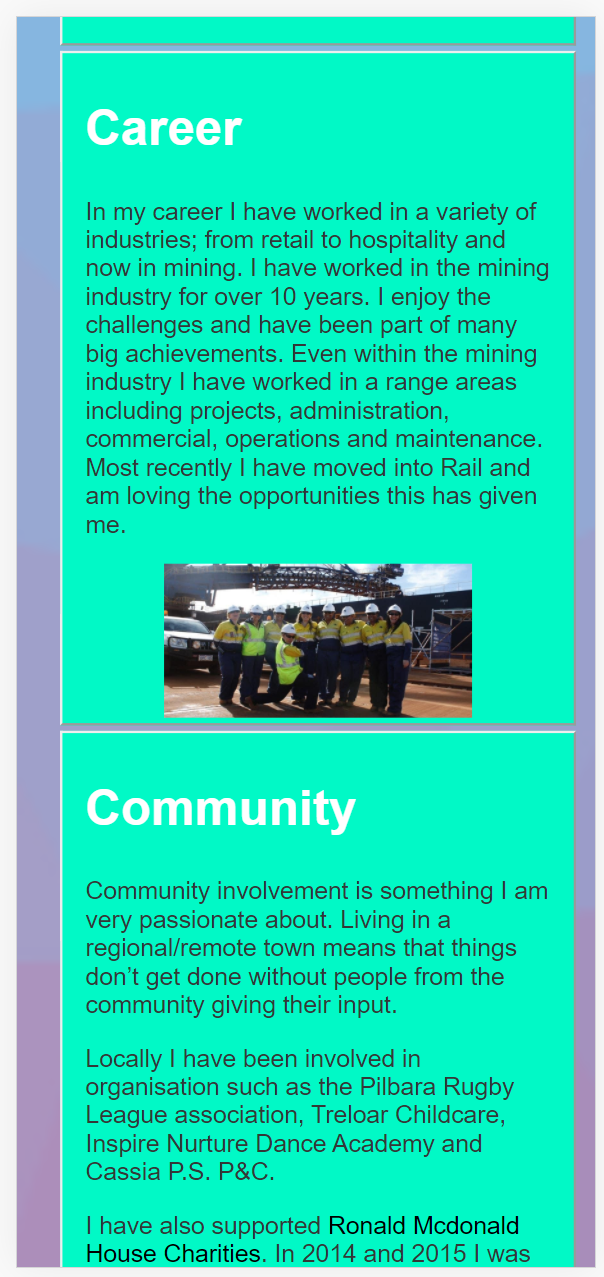 Career
In my career I have worked in a variety of
industries; from retail to hospitality and
now in mining. I have worked in the mining
industry for over 10 years. I enjoy the
challenges and have been part of many
big achievements. Even within the mining
industry I have worked in a range areas
including projects, administration,
commercial, operations and maintenance.
Most recently I have moved into Rail and
am loving the opportunities this has given
me.
Community
Community involvement is something I am
very passionate about. Living in a
regional/remote town means that things
don’t get done without people from the
community giving their input.
Locally I have been involved in
organisation such as the Pilbara Rugby
League association, Treloar Childcare,
Inspire Nurture Dance Academy and
Cassia P.S. P&C.
I have also supported Ronald Mcdonald
House Charities. In 2014 and 2015 I was